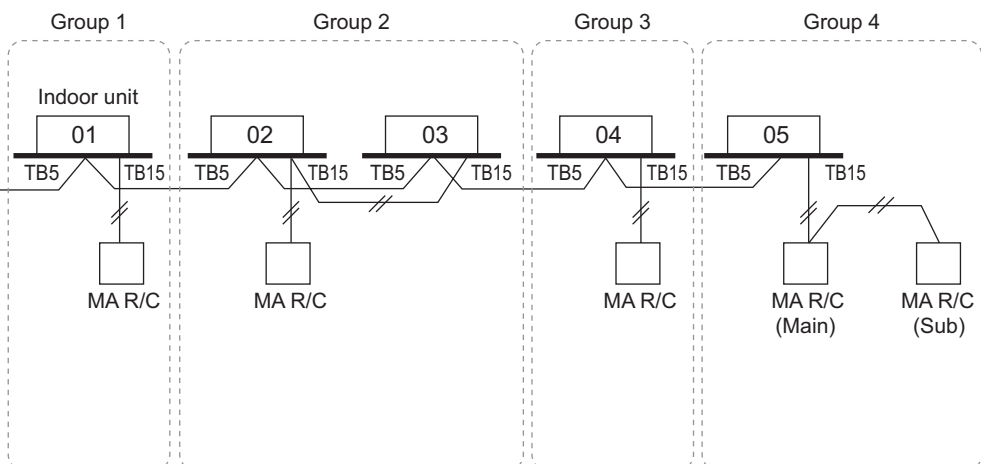 Group 1 Group 2 Group 3 Group 4
Indoor unit
01 02 03 04 05
TB5 TB15 TB5 TB15 TB5 TB15 TB5 TB15 TB5 TB15
MA R/C MA R/C MA R/C MA R/C MA R/C
(Main) (Sub)